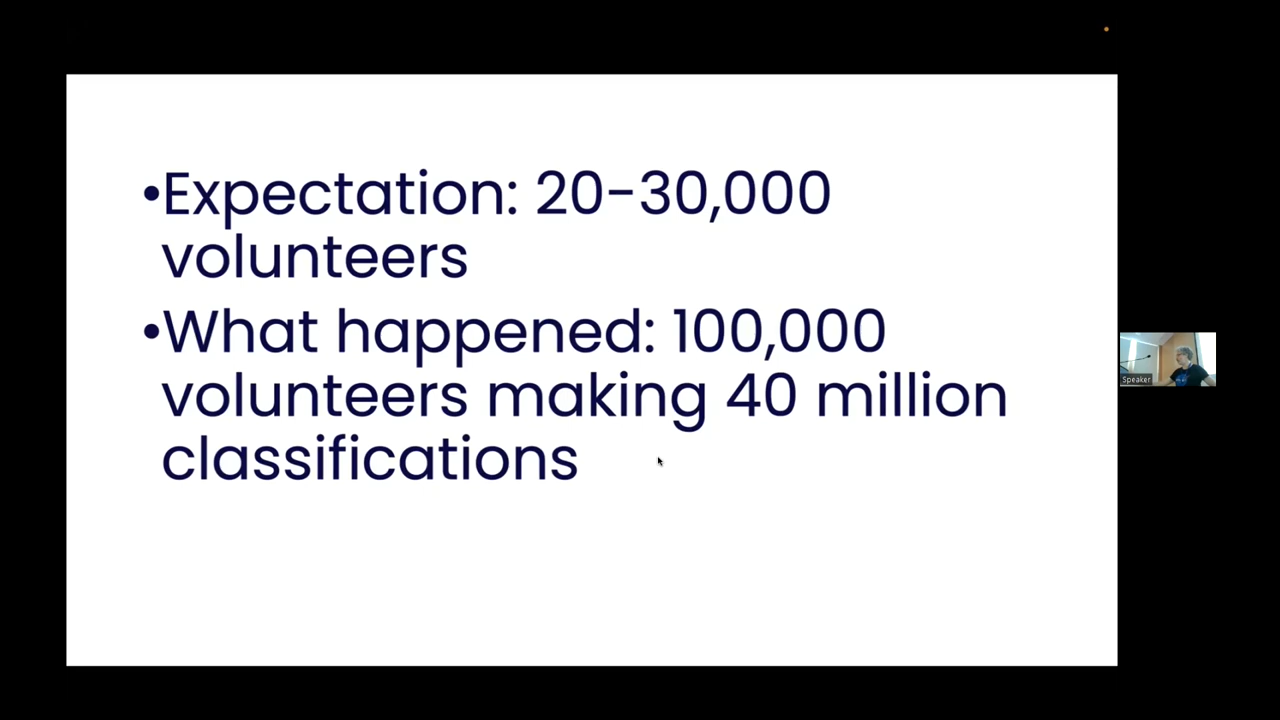 •Expectation: 20-30,000
volunteers
•What happened: 100,000
volunteers making 40 million
classifications
Speaker